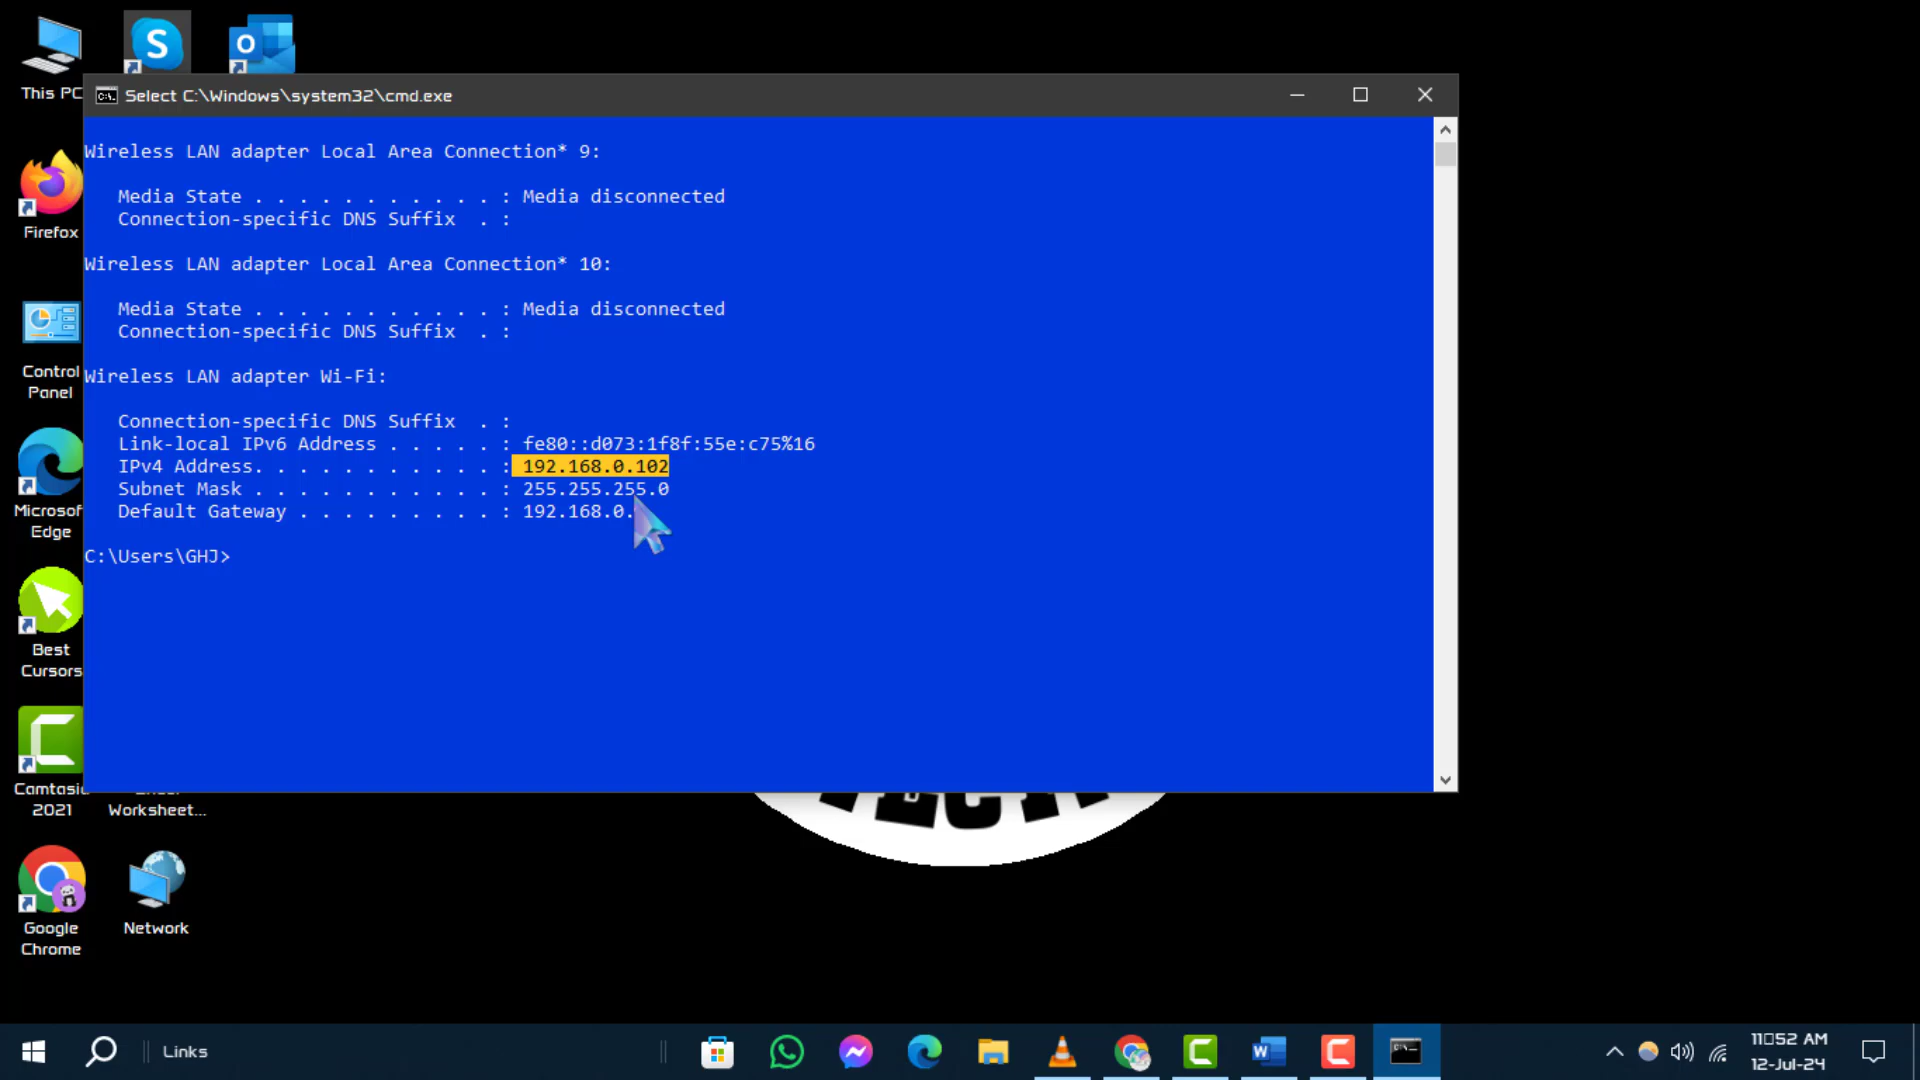 This PC
Select C:\Windows\system32\cmd.exe
Wireless LAN adapter Local Area Connection* 9:
Media State . . . . . . . . . . . : Media disconnected
Connection-specific DNS Suffix  . :
Wireless LAN adapter Local Area Connection* 10:
Media State . . . . . . . . . . . : Media disconnected
Connection-specific DNS Suffix  . :
Wireless LAN adapter Wi-Fi:
Connection-specific DNS Suffix  . :
Link-local IPv6 Address . . . . . : fe80::d073:1f8f:55e:c75%16
IPv4 Address. . . . . . . . . . . : 192.168.0.102
Subnet Mask . . . . . . . . . . . : 255.255.255.0
Default Gateway . . . . . . . . . : 192.168.0.
C:\Users\GHJ>
Firefox
Control
Panel
Microsof
Edge
Best
Cursors
Camtasia
2021
Worksheet...
Google
Chrome
Network
TECH
Links
11:52 AM
12-Jul-24